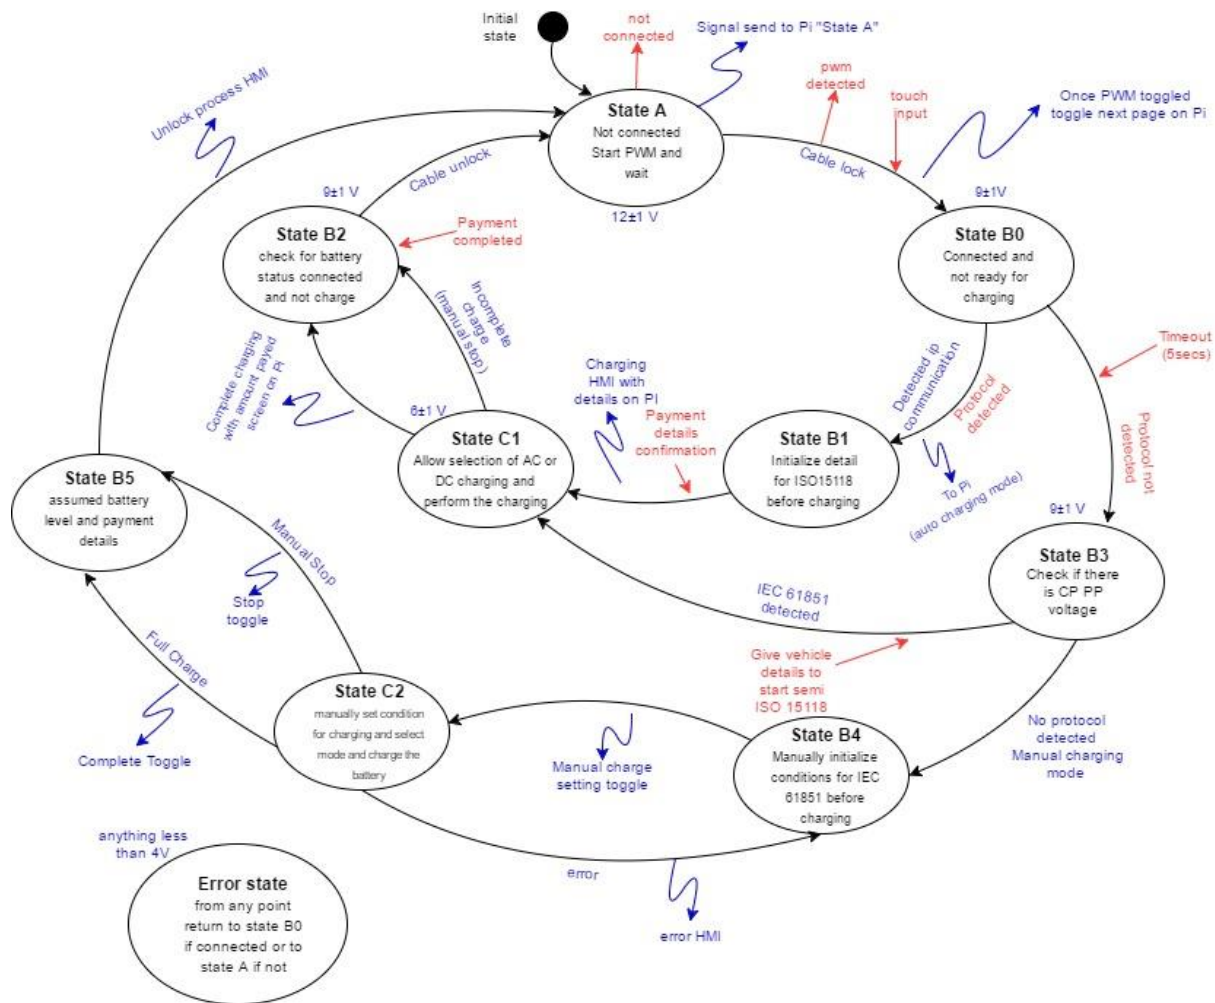 Initial
state
not
connected
Signal send to Pi "State A"
Unlock process HMI
pwm
detected
touch
input
Once PWM toggled
toggle next page on Pi
State A
Not connected
Start PWM and
wait
12±1 V
Cable unlock
Cable lock
9±1 V
State B2
check for battery
status connected
and not charge
Payment
completed
9±1V
State B0
Connected and
not ready for
charging
Incomplete
charge
(manual stop)
Complete charging
with amount payed
screen on Pi
Charging
HMI with
details on PI
Detected ip
communication
Protocol
detected
Timeout
(5secs)
Protocol not
detected
6±1 V
State C1
Allow selection of AC or
DC charging and
perform the charging
Payment
details
confirmation
State B1
Initialize detail
for ISO15118
before charging
To Pi
(auto charging mode)
State B5
assumed battery
level and payment
details
9±1 V
State B3
Check if there
is CP PP
voltage
Manual Stop
Stop
toggle
IEC 61851
detected
Full Charge
Give vehicle
details to
start semi
ISO 15118
State C2
manually set condition
for charging and select
mode and charge the
battery
No protocol
detected
Manual charging
mode
State B4
Manually initialize
conditions for IEC
61851 before
charging
Complete Toggle
Manual charge
setting toggle
anything less
than 4V
Error state
from any point
return to state B0
if connected or to
state A if not
error
error HMI